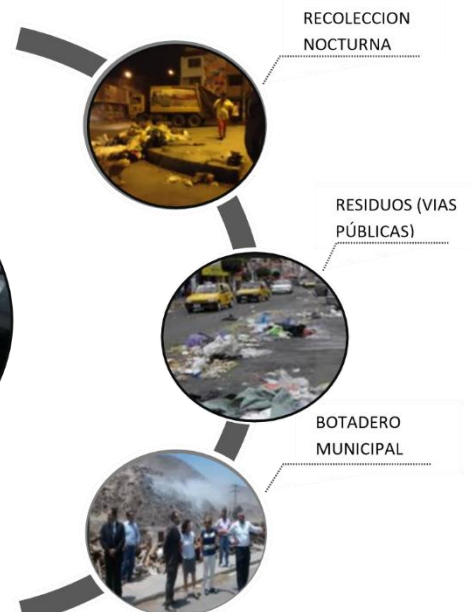 RECOLECCION
NOCTURNA
RESIDUOS (VIAS
PÚBLICAS)
BOTADERO
MUNICIPAL